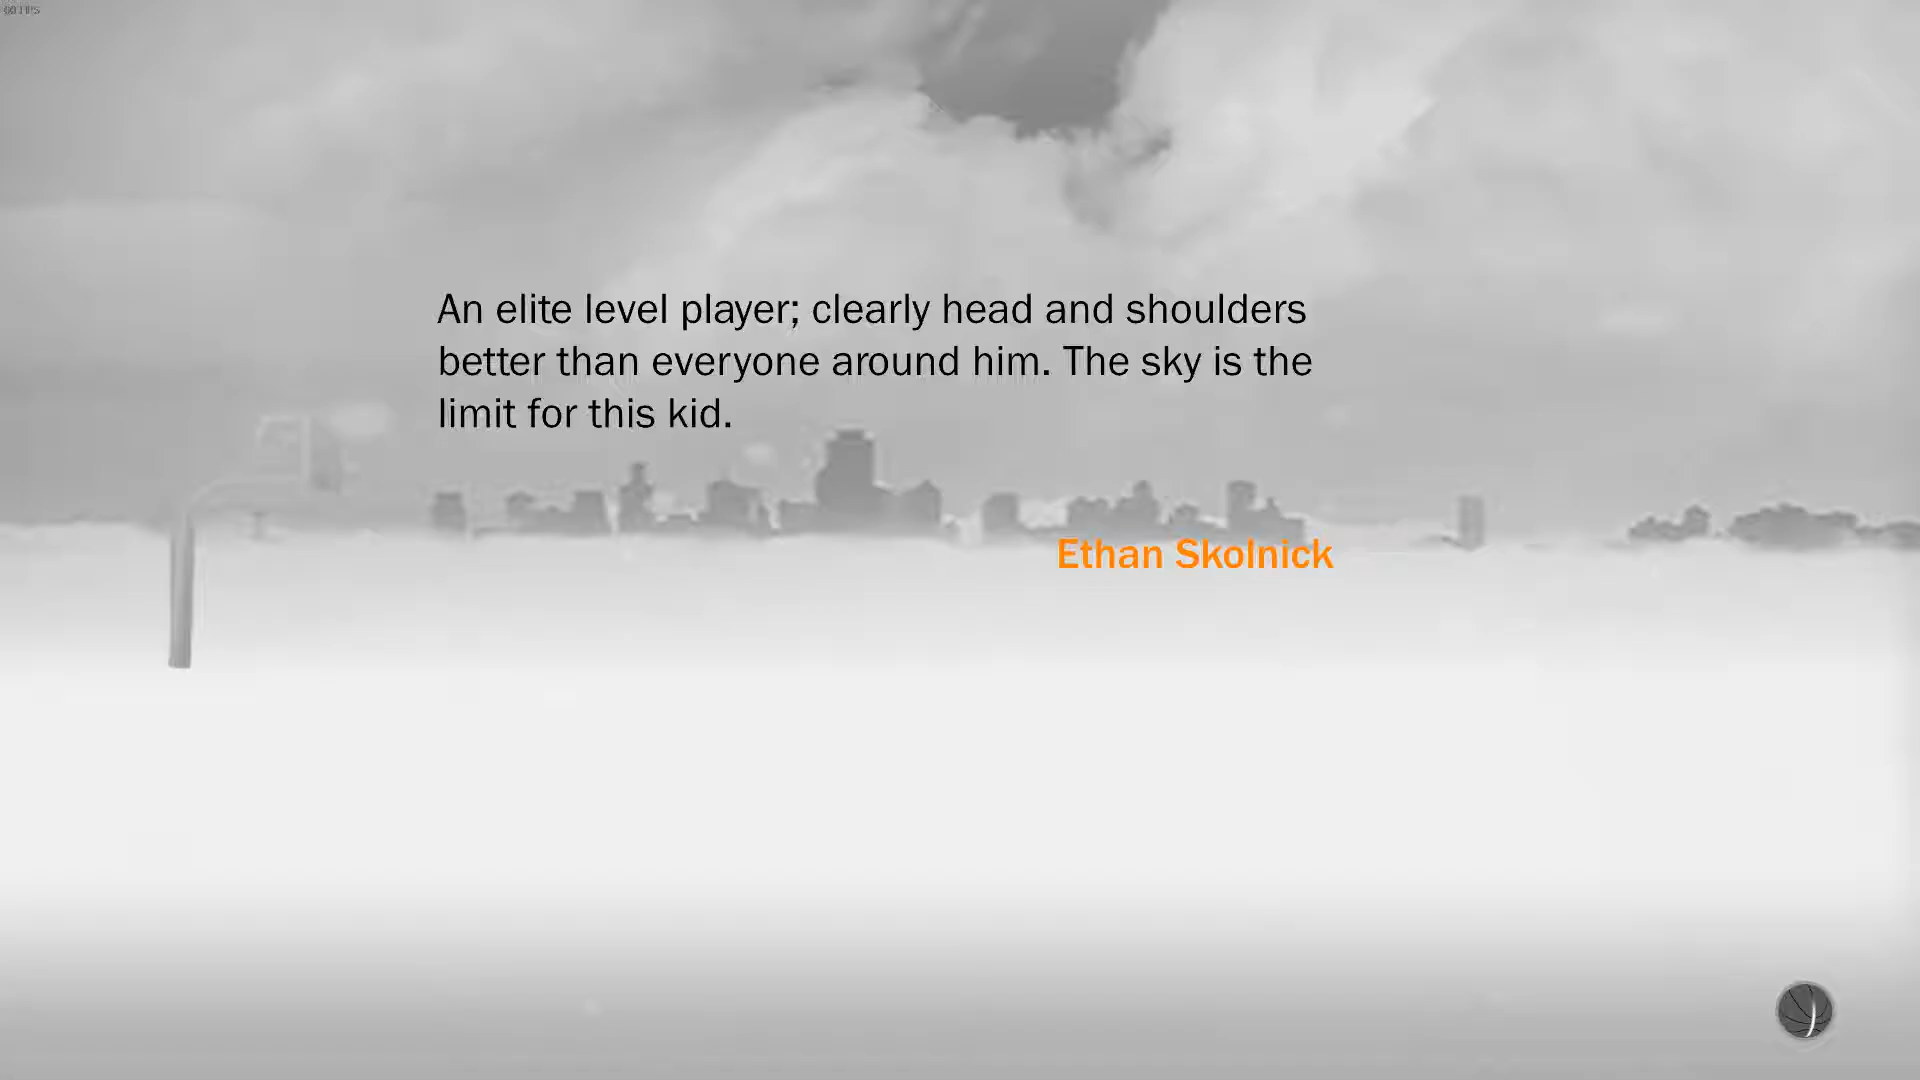 An elite level player; clearly head and shoulders
better than everyone around him. The sky is the
limit for this kid.
Ethan Skolnick